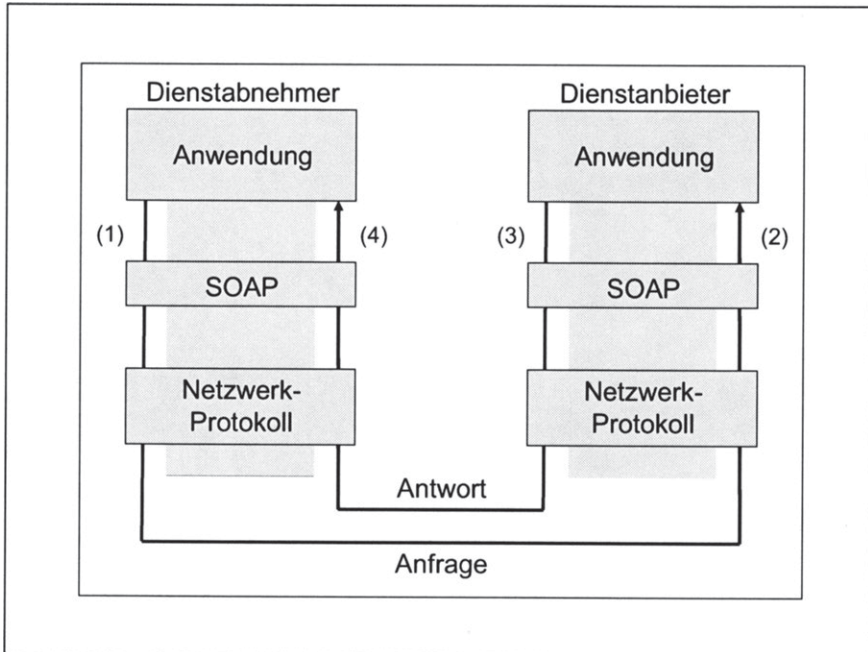 Dienstabnehmer
Anwendung
(1)
(4)
SOAP
Netzwerk-
Protokoll
Dienstanbieter
Anwendung
(3)
(2)
SOAP
Netzwerk-
Protokoll
Antwort
Anfrage